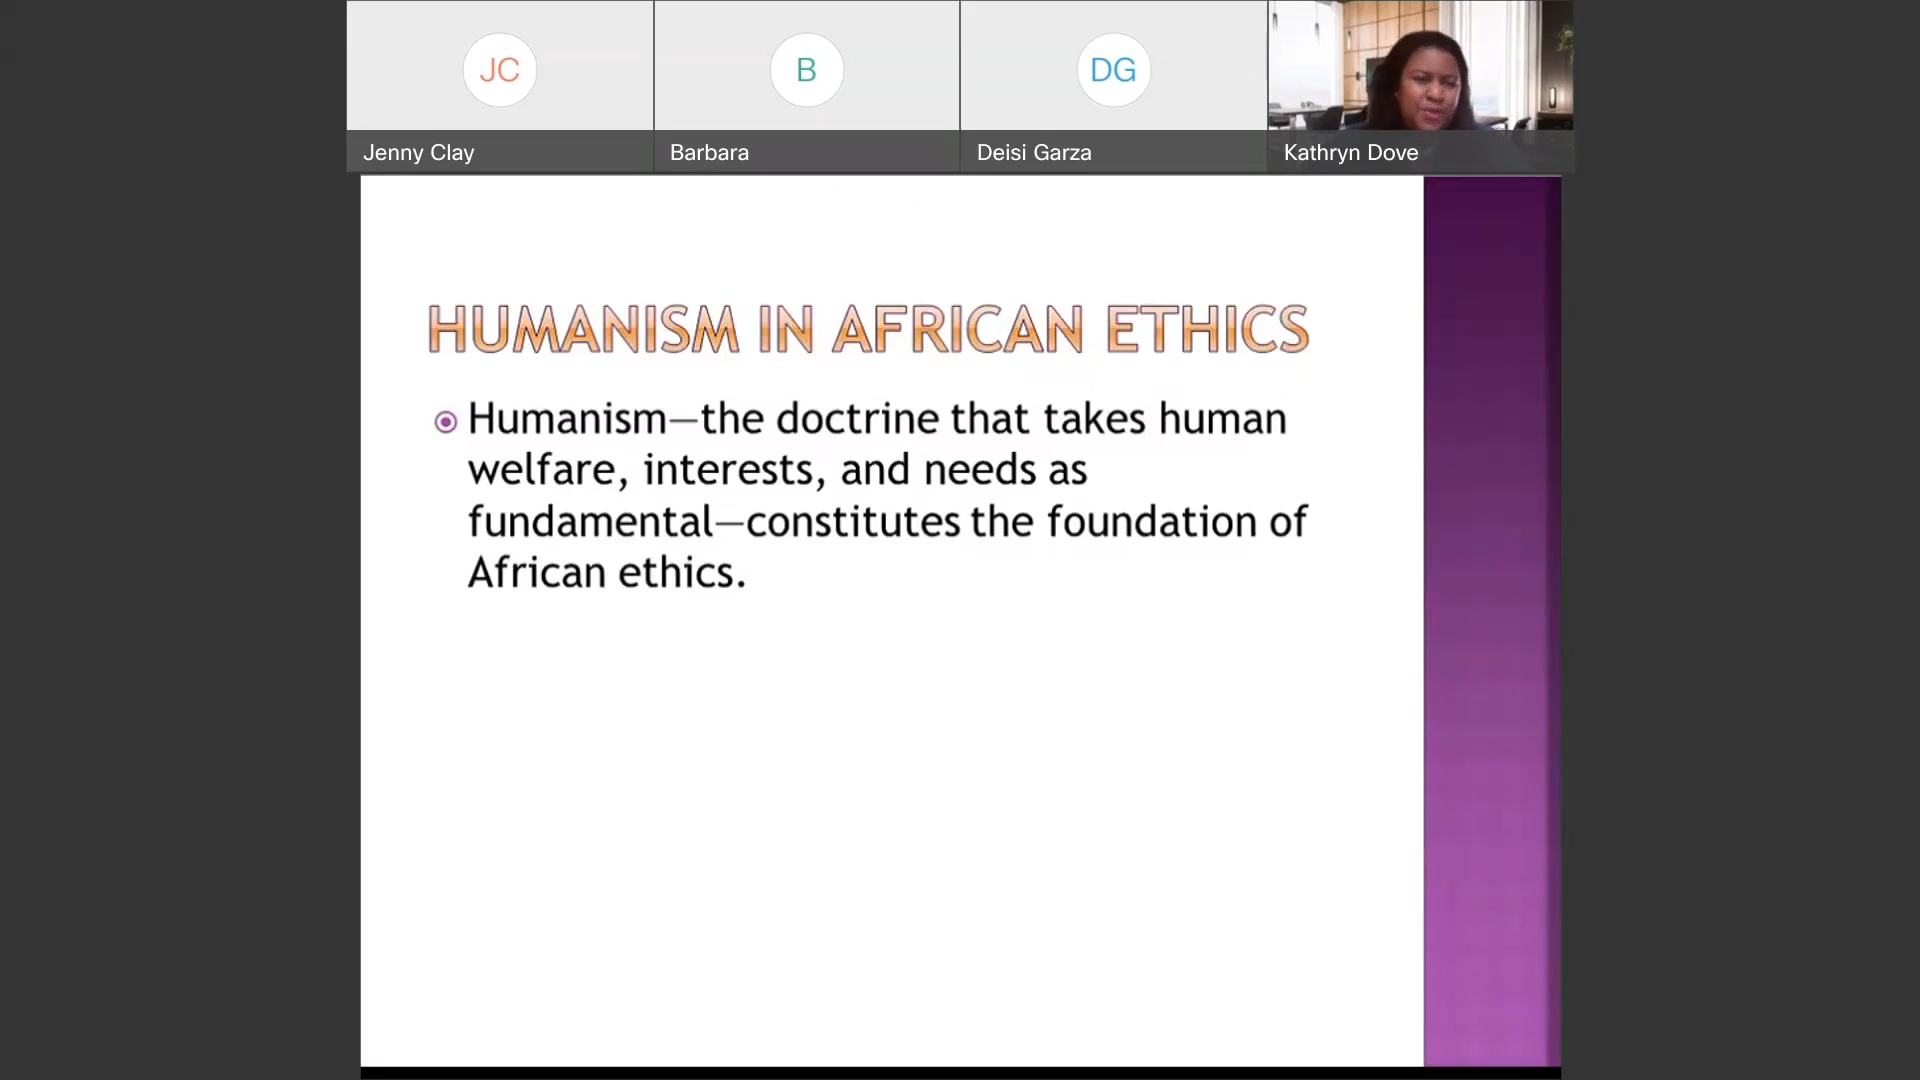 JC
B
DG
Jenny Clay
Barbara
Deisi Garza
Kathryn Dove
HUMANISM IN AFRICAN ETHICS
Humanism—the doctrine that takes human
welfare, interests, and needs as
fundamental—constitutes the foundation of
African ethics.